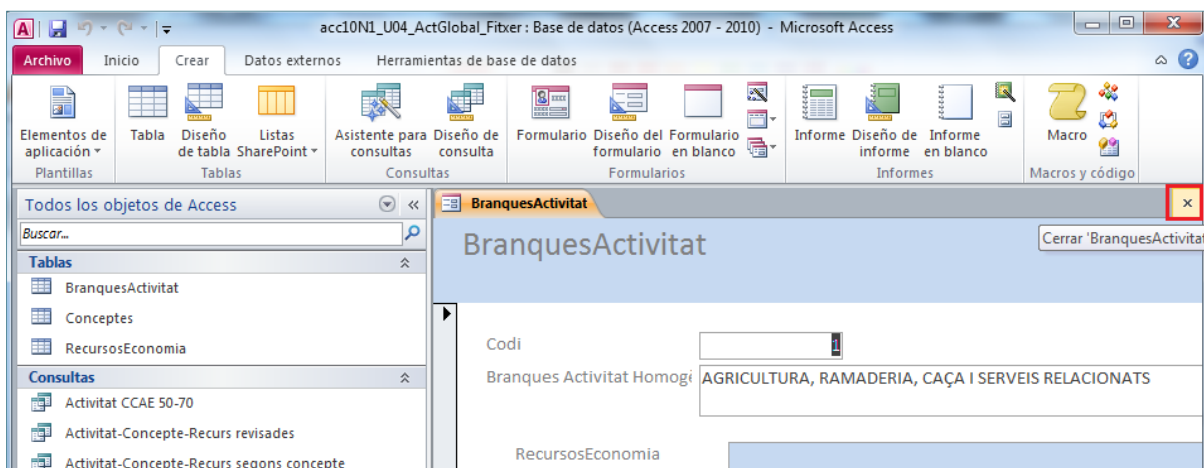 acc10N1_U04_ActGlobal_Fitxer : Base de datos (Access 2007 - 2010) - Microsoft Access
Archivo Inicio Crear Datos externos Herramientas de base de datos
Elementos de aplicación
Tabla
Diseño de tabla
Listas SharePoint
Asistente para consultas
Diseño de consulta
Formulario
Diseño del formulario
Formulario en blanco
Informe
Diseño de informe
Informe en blanco
Macro
Plantillas Tablas Consultas Formularios Informes Macros y código
Todos los objetos de Access
Buscar...
Tablas
BranquesActivitat
Conceptes
RecursosEconomia
Consultas
Activitat CCAE 50-70
Activitat-Concepte-Recurs revisades
Activitat-Concepte-Recurs segons concepte
BranquesActivitat
Cerrar 'BranquesActivitat
BranquesActivitat
Codi 1
Branques Activitat Homogè AGRICULTURA, RAMADERIA, CAÇA I SERVEIS RELACIONATS
RecursosEconomia